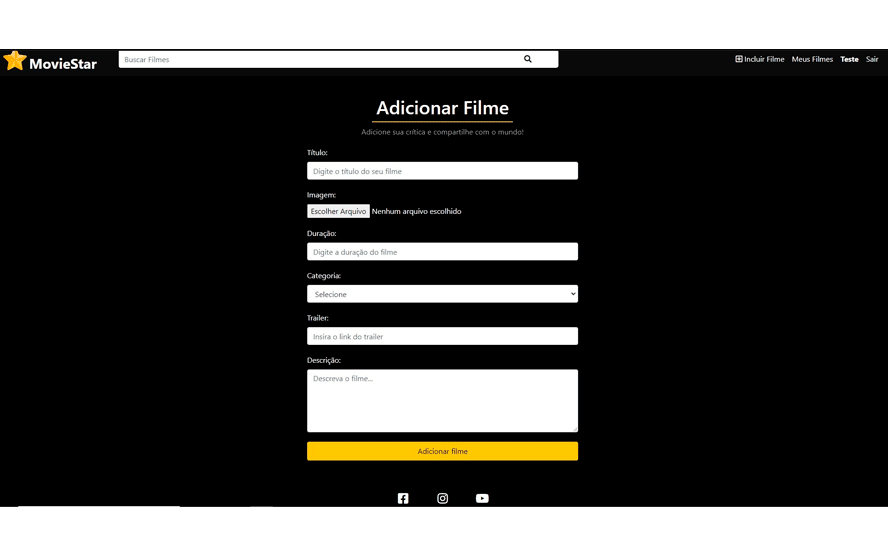 MovieStar
Buscar Filmes
Incluir Filme Meus Filmes Teste Sair
Adicionar Filme
Adicione sua crítica e compartilhe com o mundo!
Título:
Digite o título do seu filme
Imagem:
Escolher Arquivo Nenhum arquivo escolhido
Duração:
Digite a duração do filme
Categoria:
Selecione
Trailer:
Insira o link do trailer
Descrição:
Descreva o filme...
Adicionar filme